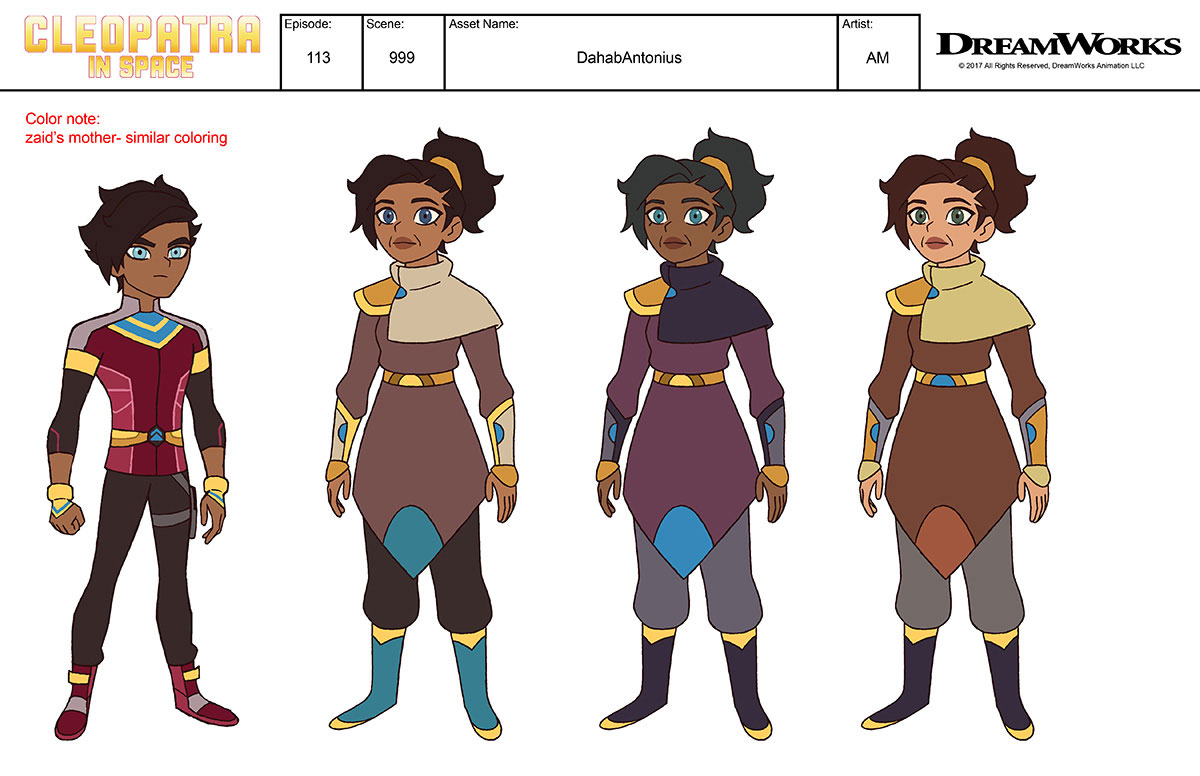 CLEOPATRA
IN SPACE
Episode:
113
Scene:
999
Asset Name:
DahabAntonius
Artist:
AM
DREAMWORKS
© 2017 All Rights Reserved, DreamWorks Animation LLC
Color note:
zaid's mother- similar coloring